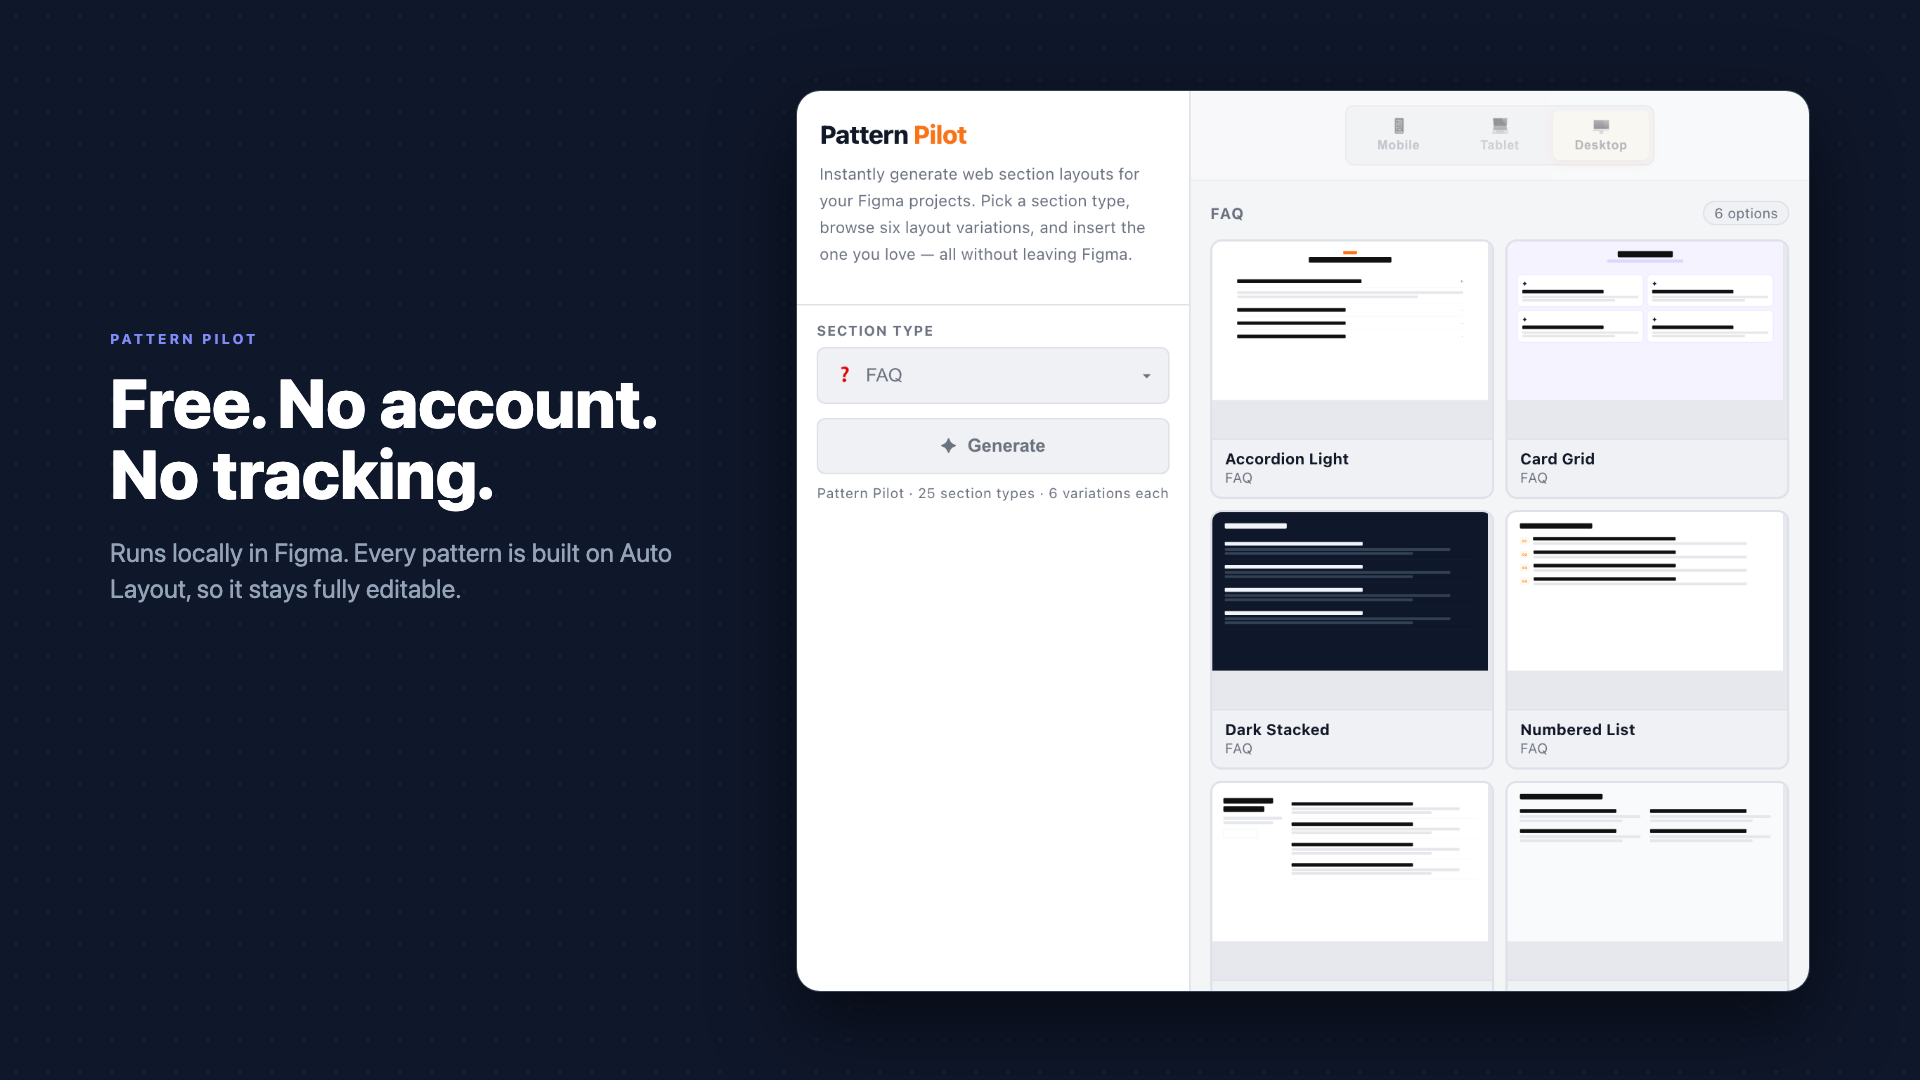 PATTERN PILOT
Free. No account.
No tracking.
Runs locally in Figma. Every pattern is built on Auto
Layout, so it stays fully editable.
Pattern Pilot
Instantly generate web section layouts for
your Figma projects. Pick a section type,
browse six layout variations, and insert the
one you love — all without leaving Figma.
SECTION TYPE
❓ FAQ
✦ Generate
Pattern Pilot · 25 section types · 6 variations each
Mobile
Tablet
Desktop
FAQ
6 options
Accordion Light
FAQ
Card Grid
FAQ
Dark Stacked
FAQ
Numbered List
FAQ